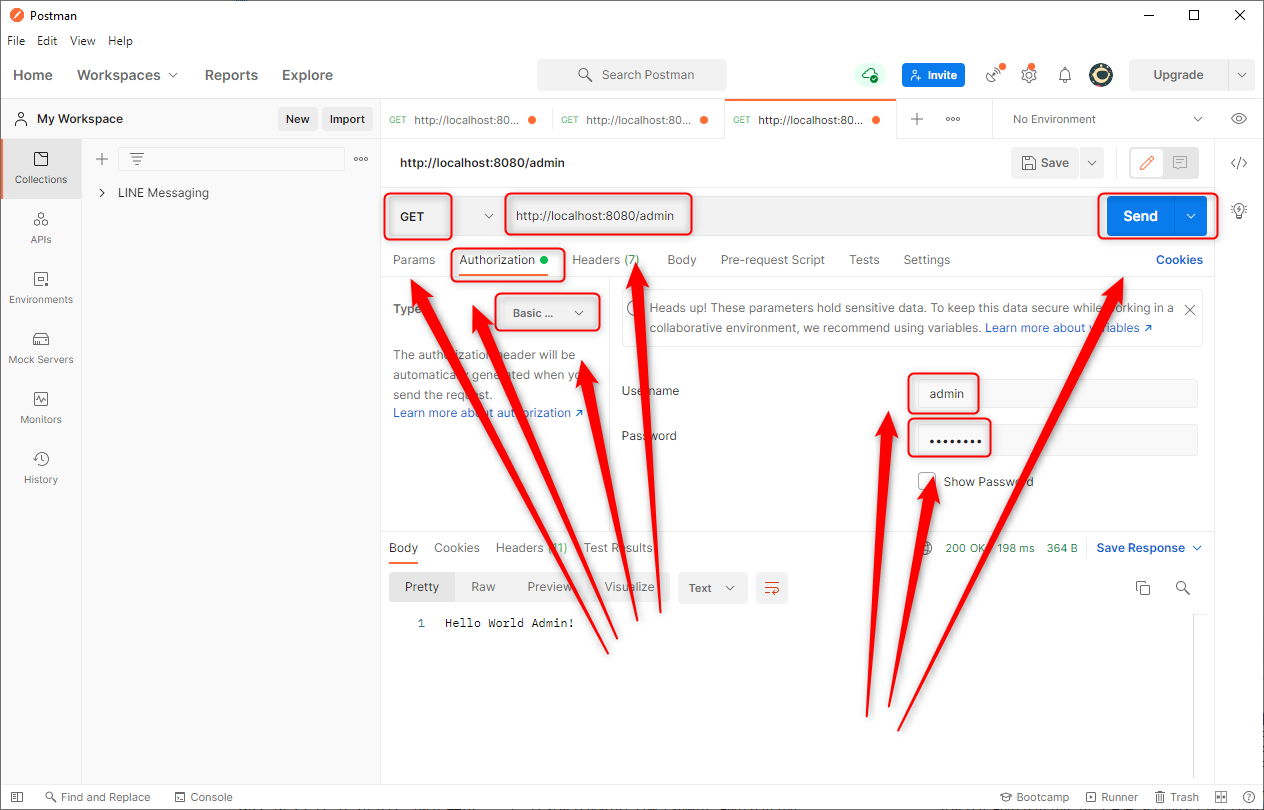 Postman
File Edit View Help
Home Workspaces Reports Explore Search Postman Invite Upgrade
My Workspace New Import
GET http://localhost:80... GET http://localhost:80... GET http://localhost:80... No Environment
Collections
APIs
Environments
Mock Servers
Monitors
History
LINE Messaging
http://localhost:8080/admin Save
GET http://localhost:8080/admin Send
Params Authorization Headers (7) Body Pre-request Script Tests Settings Cookies
Type Basic ...
The authorization header will be
automatically generated when you
send the request.
Learn more about authorization ↗
Heads up! These parameters hold sensitive data. To keep this data secure while working in a
collaborative environment, we recommend using variables. Learn more about variables ↗
Username admin
Password ••••••••
Show Password
Body Cookies Headers (11) Test Results 200 OK 198 ms 364 B Save Response
Pretty Raw Preview Visualize Text
1 Hello World Admin!
Find and Replace Console Bootcamp Runner Trash